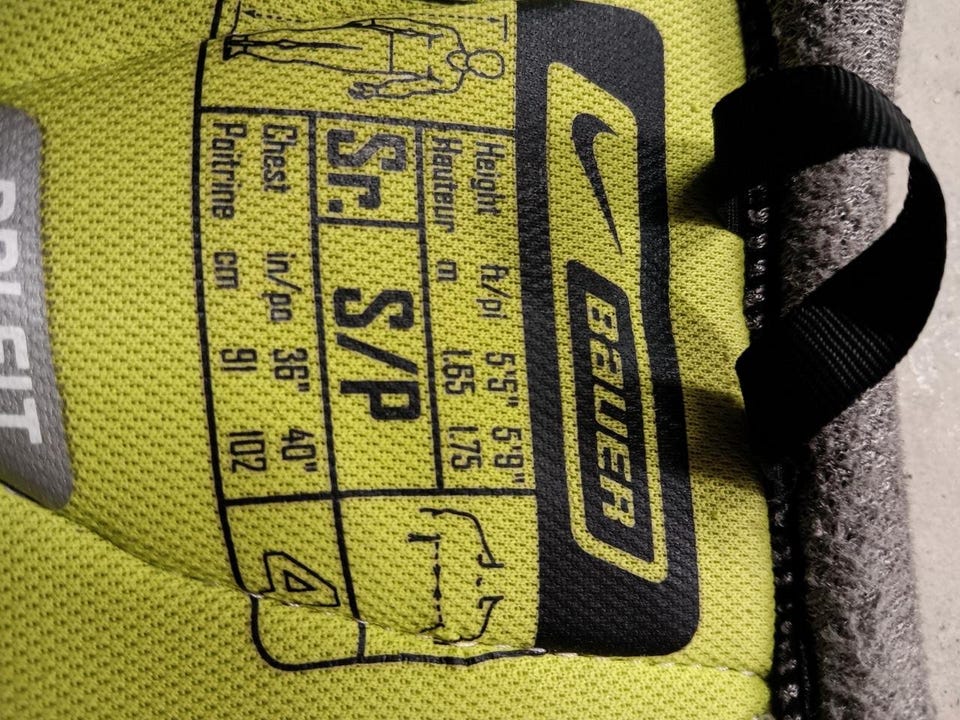 BAUER
Height ft/pi 5'5" 5'9"
Hauteur m 1.65 1.75
Sr. S/P
Chest in/po 36" 40"
Poitrine cm 91 102
4